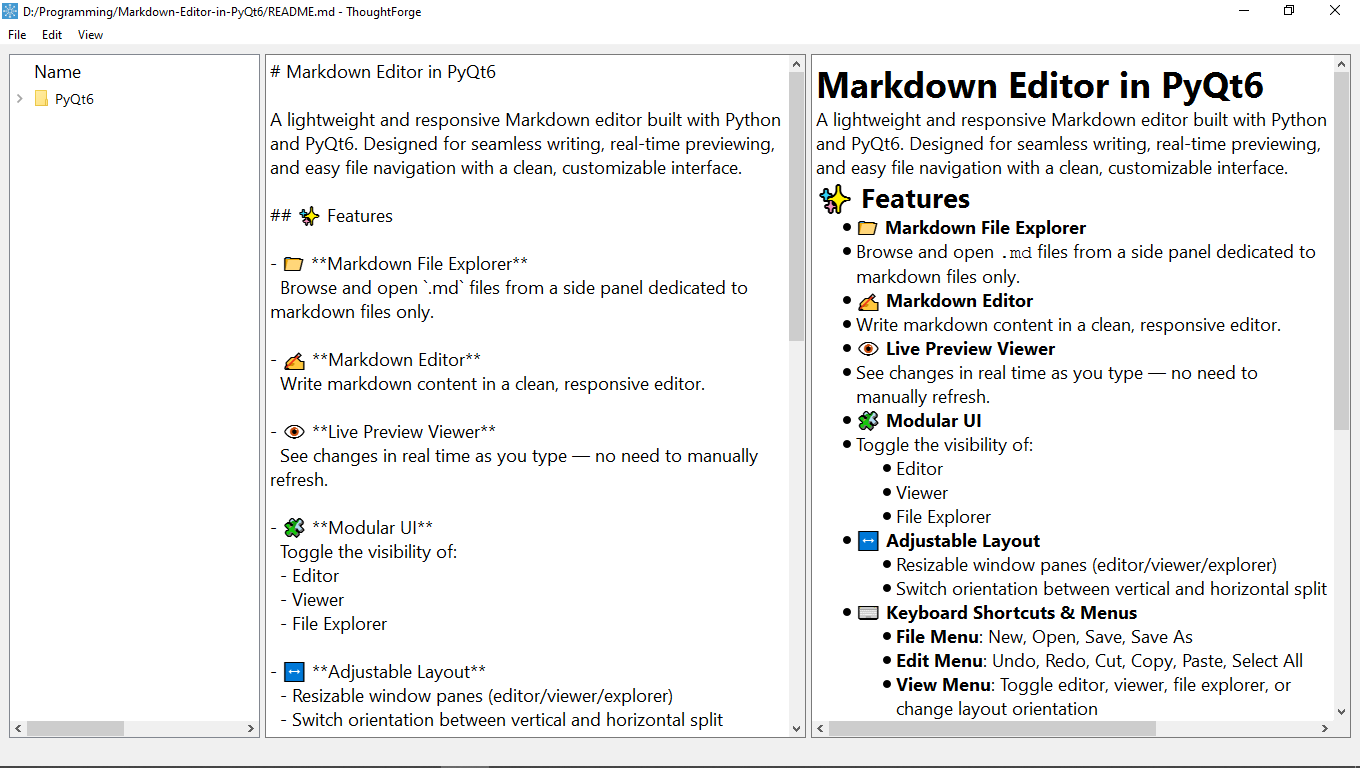 D:/Programming/Markdown-Editor-in-PyQt6/README.md - ThoughtForge
File Edit View
Name
PyQt6
# Markdown Editor in PyQt6
A lightweight and responsive Markdown editor built with Python
and PyQt6. Designed for seamless writing, real-time previewing,
and easy file navigation with a clean, customizable interface.
## ✨ Features
- 📁 **Markdown File Explorer**
Browse and open `.md` files from a side panel dedicated to
markdown files only.
- ✍ **Markdown Editor**
Write markdown content in a clean, responsive editor.
- 👁 **Live Preview Viewer**
See changes in real time as you type — no need to manually
refresh.
- 🧩 **Modular UI**
Toggle the visibility of:
- Editor
- Viewer
- File Explorer
- ↔ **Adjustable Layout**
- Resizable window panes (editor/viewer/explorer)
- Switch orientation between vertical and horizontal split
Markdown Editor in PyQt6
A lightweight and responsive Markdown editor built with Python
and PyQt6. Designed for seamless writing, real-time previewing,
and easy file navigation with a clean, customizable interface.
✨ Features
• 📁 Markdown File Explorer
• Browse and open .md files from a side panel dedicated to
markdown files only.
• ✍ Markdown Editor
• Write markdown content in a clean, responsive editor.
• 👁 Live Preview Viewer
• See changes in real time as you type — no need to
manually refresh.
• 🧩 Modular UI
• Toggle the visibility of:
• Editor
• Viewer
• File Explorer
• ↔ Adjustable Layout
• Resizable window panes (editor/viewer/explorer)
• Switch orientation between vertical and horizontal split
• ⌨ Keyboard Shortcuts & Menus
• File Menu: New, Open, Save, Save As
• Edit Menu: Undo, Redo, Cut, Copy, Paste, Select All
• View Menu: Toggle editor, viewer, file explorer, or
change layout orientation